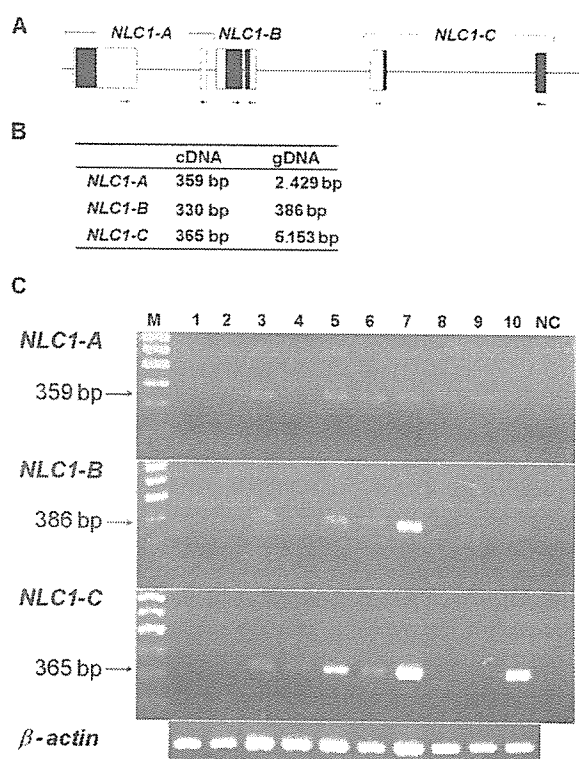 A
NLC1-A NLC1-B NLC1-C
B
cDNA gDNA
NLC1-A 359 bp 2.429 bp
NLC1-B 330 bp 386 bp
NLC1-C 365 bp 5.153 bp
C
M 1 2 3 4 5 6 7 8 9 10 NC
NLC1-A
359 bp
NLC1-B
386 bp
NLC1-C
365 bp
β-actin